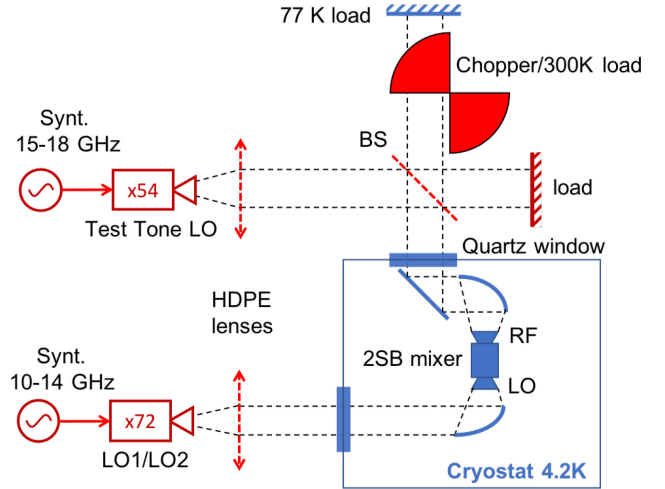 77 K load
Chopper/300K load
Synt.
15-18 GHz
BS
x54
load
Test Tone LO
Quartz window
HDPE
lenses
RF
2SB mixer
LO
Synt.
10-14 GHz
x72
LO1/LO2
Cryostat 4.2K